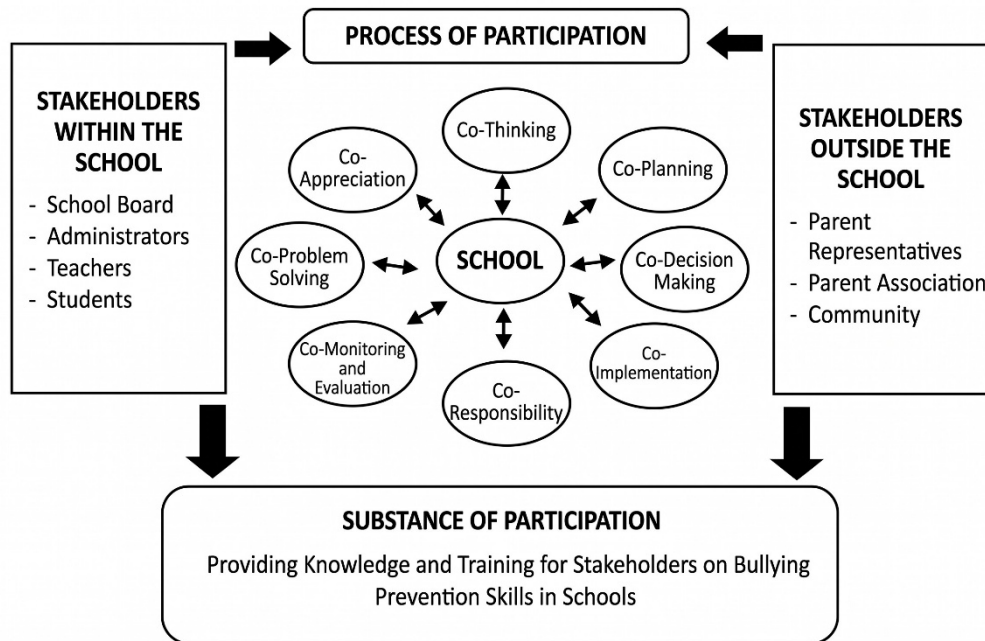 PROCESS OF PARTICIPATION
STAKEHOLDERS
WITHIN THE
SCHOOL
- School Board
- Administrators
- Teachers
- Students
Co-Thinking
Co-
Appreciation
Co-Planning
Co-Problem
Solving
SCHOOL
Co-Decision
Making
Co-Monitoring
and
Evaluation
Co-
Responsibility
Co-
Implementation
STAKEHOLDERS
OUTSIDE THE
SCHOOL
- Parent
Representatives
- Parent Association
- Community
SUBSTANCE OF PARTICIPATION
Providing Knowledge and Training for Stakeholders on Bullying
Prevention Skills in Schools